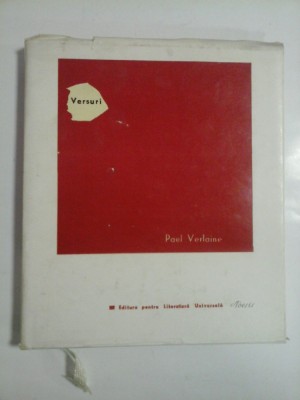 Versuri
Paul Verlaine
Editura pentru Literatură Universală